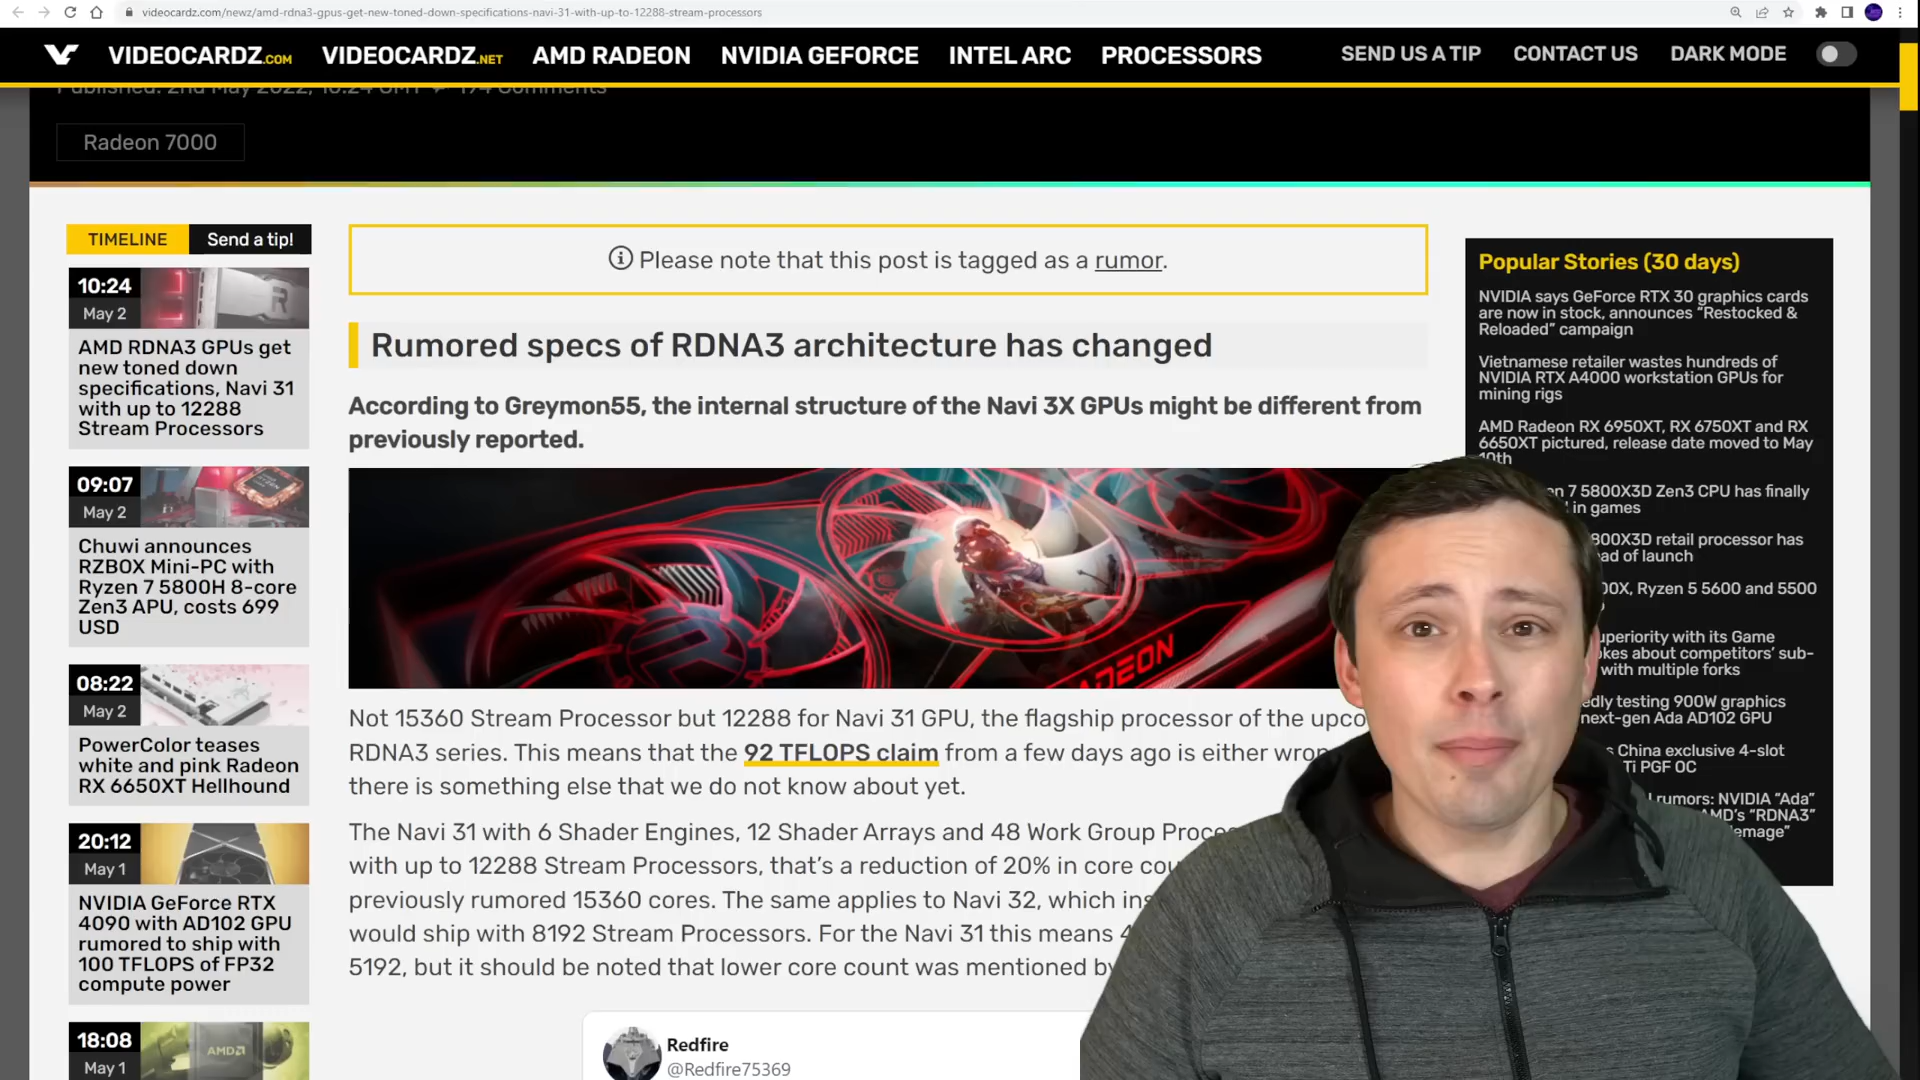 videocardz.com/newz/amd-rdna3-gpus-get-new-toned-down-specifications-navi-31-with-up-to-12288-stream-processors
VIDEOCARDZ.COM
VIDEOCARDZ.NET
AMD RADEON
NVIDIA GEFORCE
INTEL ARC
PROCESSORS
SEND US A TIP
CONTACT US
DARK MODE
Published: 2nd May 2022, 10:24 GMT
194 Comments
Radeon 7000
TIMELINE
Send a tip!
10:24
May 2
AMD RDNA3 GPUs get
new toned down
specifications, Navi 31
with up to 12288
Stream Processors
09:07
May 2
Chuwi announces
RZBOX Mini-PC with
Ryzen 7 5800H 8-core
Zen3 APU, costs 699
USD
08:22
May 2
PowerColor teases
white and pink Radeon
RX 6650XT Hellhound
20:12
May 1
NVIDIA GeForce RTX
4090 with AD102 GPU
rumored to ship with
100 TFLOPS of FP32
compute power
18:08
May 1
AMD
Please note that this post is tagged as a rumor.
Rumored specs of RDNA3 architecture has changed
According to Greymon55, the internal structure of the Navi 3X GPUs might be different from
previously reported.
RADEON
Not 15360 Stream Processor but 12288 for Navi 31 GPU, the flagship processor of the upco
RDNA3 series. This means that the 92 TFLOPS claim from a few days ago is either wron
there is something else that we do not know about yet.
The Navi 31 with 6 Shader Engines, 12 Shader Arrays and 48 Work Group Proce
with up to 12288 Stream Processors, that's a reduction of 20% in core cou
previously rumored 15360 cores. The same applies to Navi 32, which ins
would ship with 8192 Stream Processors. For the Navi 31 this means 4
5192, but it should be noted that lower core count was mentioned by
Redfire
@Redfire75369
Popular Stories (30 days)
NVIDIA says GeForce RTX 30 graphics cards
are now in stock, announces "Restocked &
Reloaded" campaign
Vietnamese retailer wastes hundreds of
NVIDIA RTX A4000 workstation GPUs for
mining rigs
AMD Radeon RX 6950XT, RX 6750XT and RX
6650XT pictured, release date moved to May
10th
n 7 5800X3D Zen3 CPU has finally
in games
800X3D retail processor has
ad of launch
00X, Ryzen 5 5600 and 5500
uperiority with its Game
okes about competitors' sub-
with multiple forks
edly testing 900W graphics
next-gen Ada AD102 GPU
s China exclusive 4-slot
Ti PGF OC
rumors: NVIDIA "Ada"
AMD's "RDNA3"
emage"